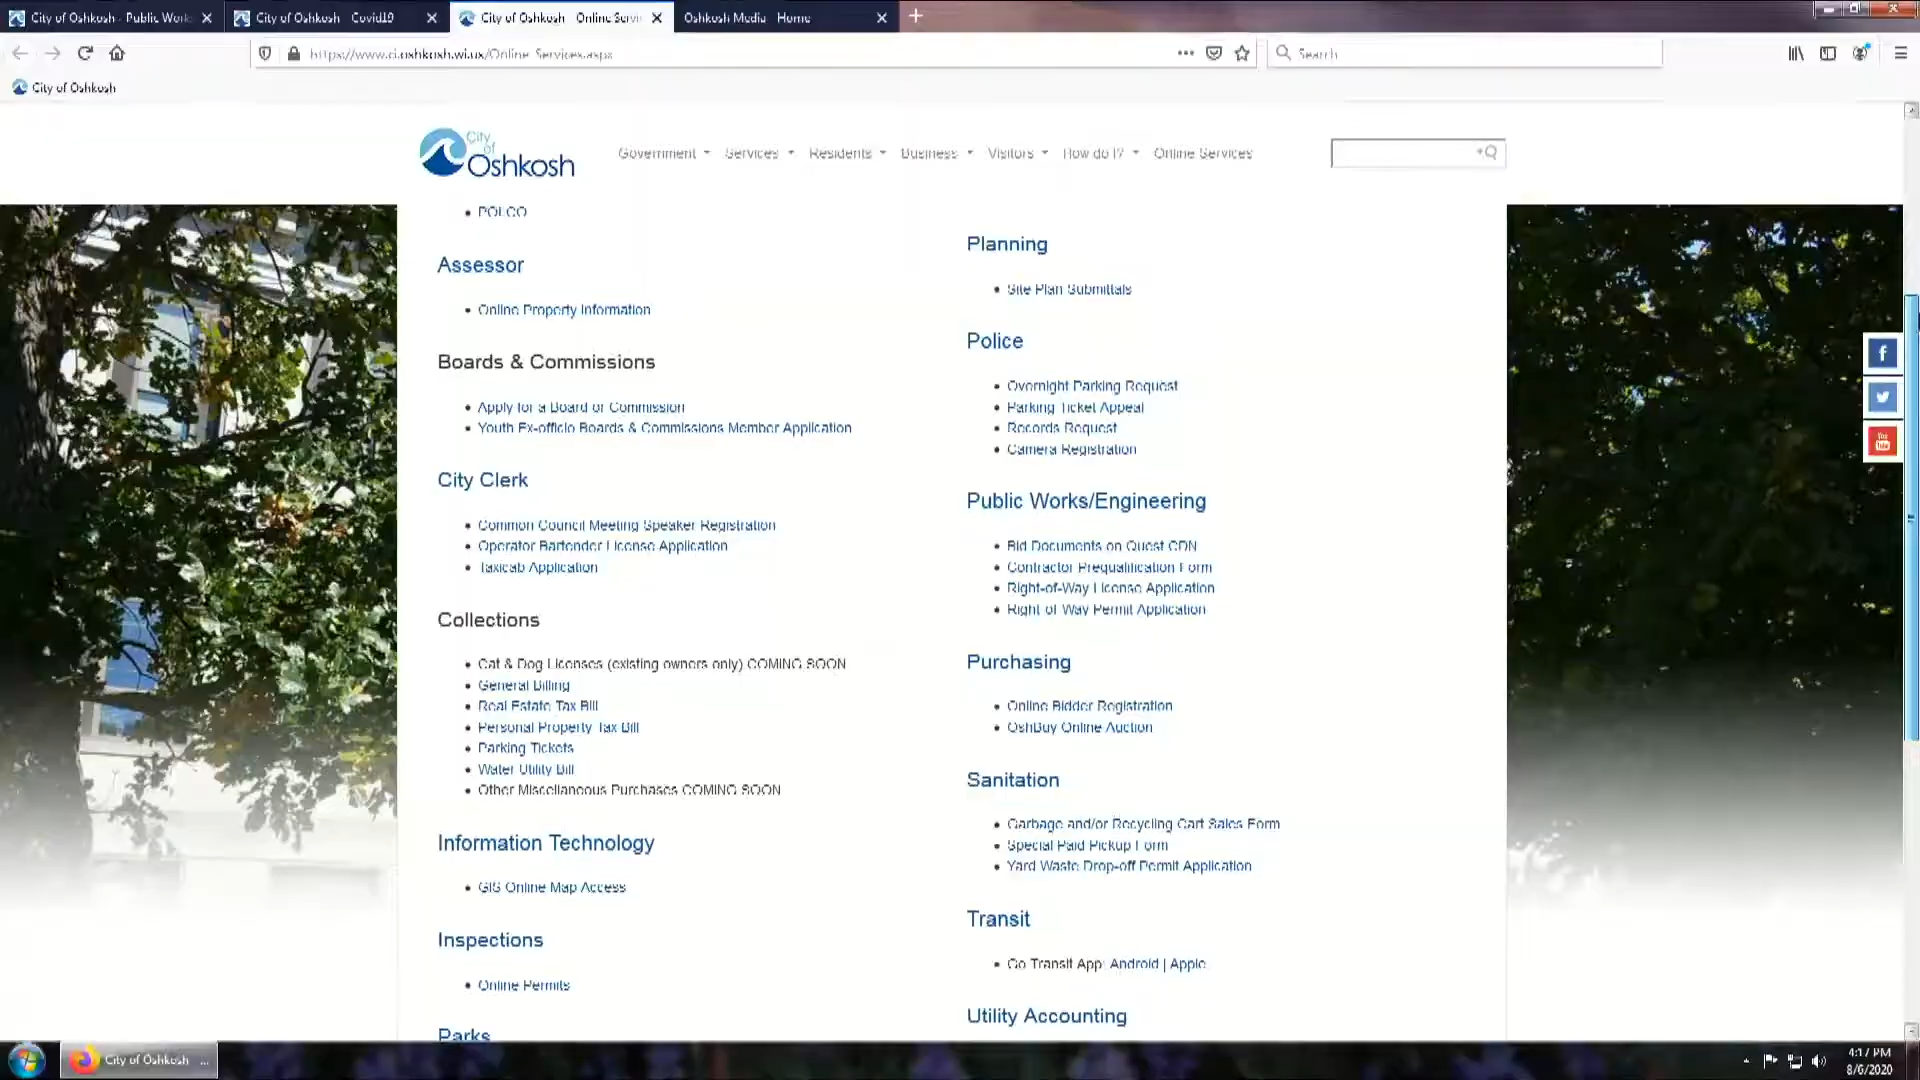 City of Oshkosh - Public Work
City of Oshkosh Covid19
City of Oshkosh Online Servi
Oshkosh Media Home
https://www.ci.oshkosh.wi.us/Online_Services.aspx
Search
City of Oshkosh
City of Oshkosh
Government
Services
Residents
Business
Visitors
How do I?
Online Services
POLCO
Assessor
Online Property Information
Boards & Commissions
Apply for a Board or Commission
Youth Ex-officio Boards & Commissions Member Application
City Clerk
Common Council Meeting Speaker Registration
Operator Bartender License Application
Taxicab Application
Collections
Cat & Dog Licenses (existing owners only) COMING SOON
General Billing
Real Estate Tax Bill
Personal Property Tax Bill
Parking Tickets
Water Utility Bill
Other Miscellaneous Purchases COMING SOON
Information Technology
GIS Online Map Access
Inspections
Online Permits
Parks
Planning
Site Plan Submittals
Police
Overnight Parking Request
Parking Ticket Appeal
Records Request
Camera Registration
Public Works/Engineering
Bid Documents on Quest CDN
Contractor Prequalification Form
Right-of-Way License Application
Right-of-Way Permit Application
Purchasing
Online Bidder Registration
OshBuy Online Auction
Sanitation
Garbage and/or Recycling Cart Sales Form
Special Paid Pickup Form
Yard Waste Drop-off Permit Application
Transit
Go Transit App: Android | Apple
Utility Accounting
You Tube
City of Oshkosh ...
4:17 PM
8/6/2020